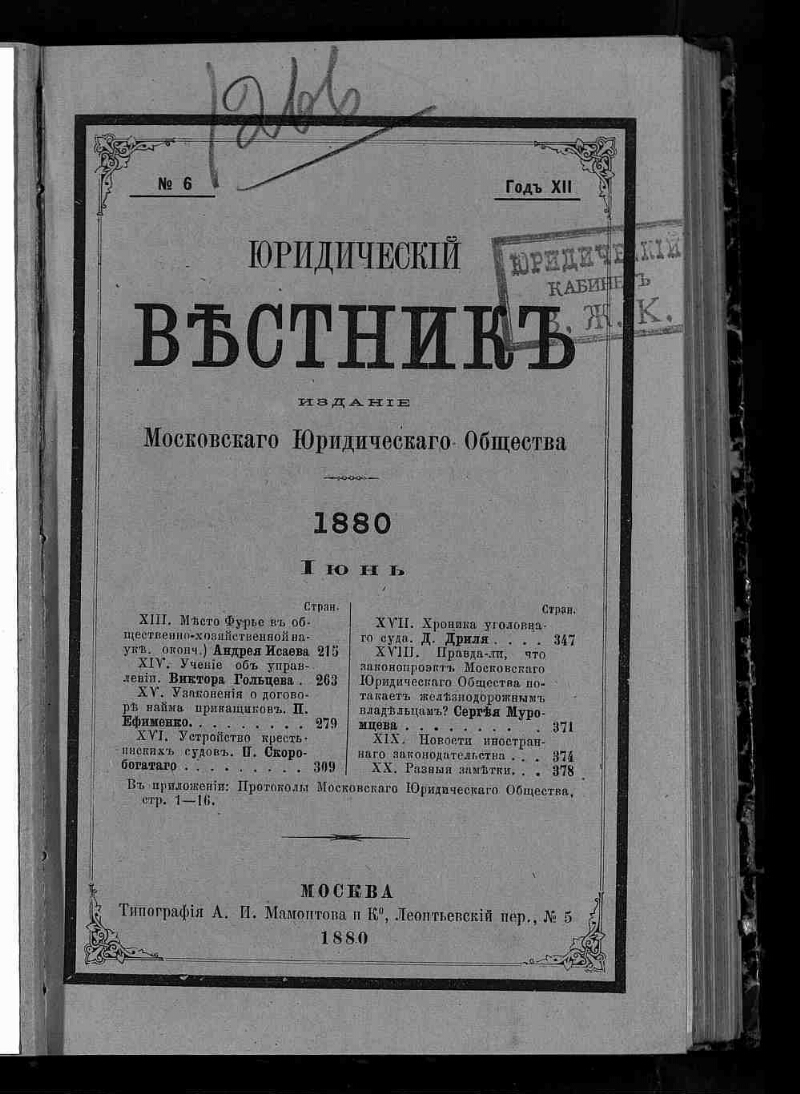 № 6
Годъ XII
ЮРИДИЧЕСКІЙ
ВѢСТНИКЪ
ЮРИДИЧЕСКІЙ
КАБИНЕТЪ
В. Ж. К.
ИЗДАНІЕ
Московскаго Юридическаго Общества
1880
Іюнь
Стран.
XIII. Мѣсто Фурье въ об-
щественно-хозяйственной на-
укѣ. оконч.) Андрея Исаева 215
XIV. Ученіе объ управ-
леніи. Виктора Гольцева . 263
XV. Узаконенія о догово-
рѣ найма прикащиковъ. П.
Ефименко. . . . . . . . . 279
XVI. Устройство кресть-
янскихъ судовъ. П. Скоро-
богатаго . . . . . . . . . 309
Стран.
XVII. Хроника уголовна-
го суда. Д. Дриля . . . . 347
XVIII. Правда-ли, что
законопроэктъ Московскаго
Юридическаго Общества по-
такаетъ желѣзнодорожнымъ
владѣльцамъ? Сергѣя Муро-
мцева . . . . . . . . 371
XIX. Новости иностран-
наго законодательства . . . 374
XX. Разныя замѣтки. . . 378
Въ приложеніи: Протоколы Московскаго Юридическаго Общества,
стр. 1—16.
МОСКВА
Типографія А. И. Мамонтова и Кº, Леонтьевскій пер., № 5
1880